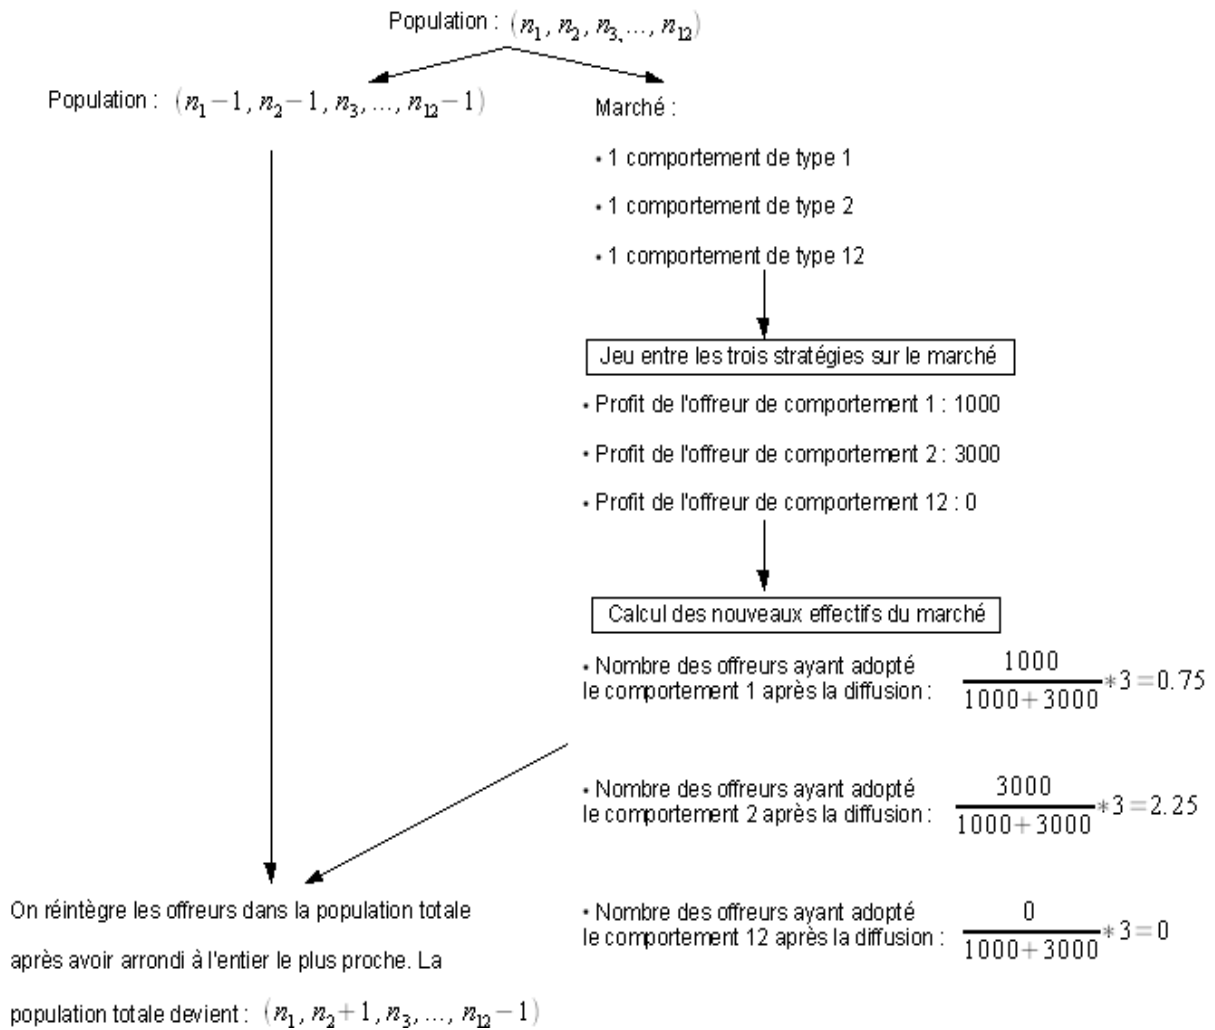 Population : (n₁, n₂, n₃, ..., n₁₂)
Population : (n₁−1, n₂−1, n₃, ..., n₁₂−1)
Marché :
• 1 comportement de type 1
• 1 comportement de type 2
• 1 comportement de type 12
Jeu entre les trois stratégies sur le marché
• Profit de l'offreur de comportement 1 : 1000
• Profit de l'offreur de comportement 2 : 3000
• Profit de l'offreur de comportement 12 : 0
Calcul des nouveaux effectifs du marché
• Nombre des offreurs ayant adopté
le comportement 1 après la diffusion :
1000
1000+3000
*3=0.75
• Nombre des offreurs ayant adopté
le comportement 2 après la diffusion :
3000
1000+3000
*3=2.25
• Nombre des offreurs ayant adopté
le comportement 12 après la diffusion :
0
1000+3000
*3=0
On réintègre les offreurs dans la population totale
après avoir arrondi à l'entier le plus proche. La
population totale devient : (n₁, n₂+1, n₃, ..., n₁₂−1)